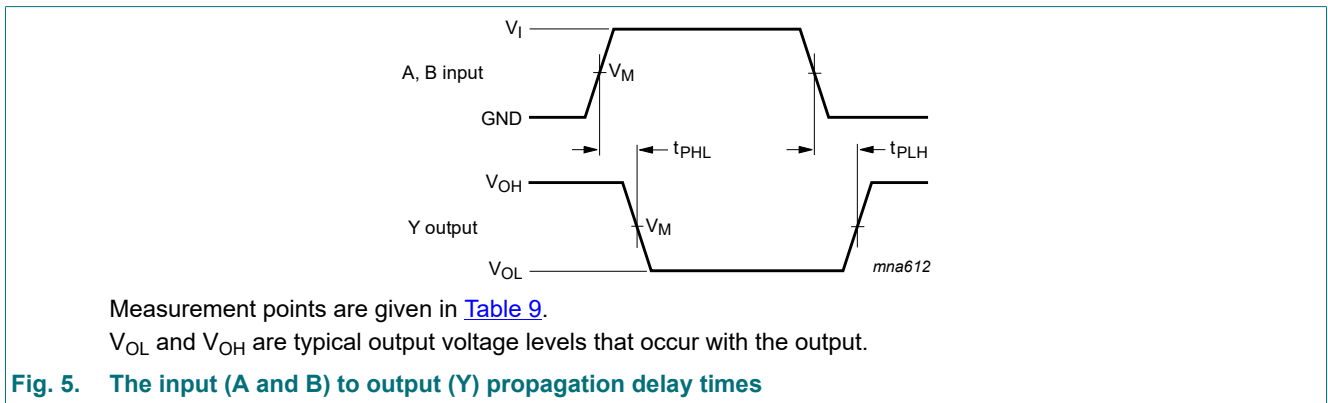 V_I
A, B input
V_M
GND
t_PHL
t_PLH
V_OH
Y output
V_M
V_OL
mna612
Measurement points are given in Table 9.
V_OL and V_OH are typical output voltage levels that occur with the output.
Fig. 5. The input (A and B) to output (Y) propagation delay times